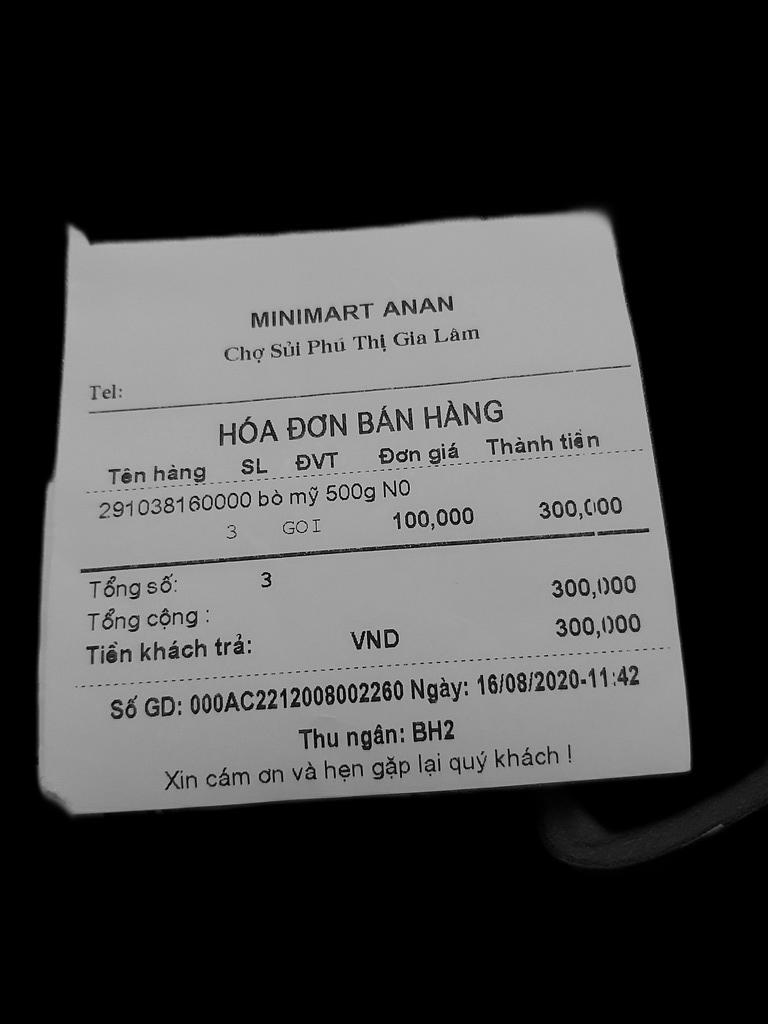 MINIMART ANAN
Chợ Sủi Phú Thị Gia Lâm
Tel:
HÓA ĐƠN BÁN HÀNG
Tên hàng SL ĐVT Đơn giá Thành tiền
291038160000 bò mỹ 500g N0
3 GOI 100,000 300,000
Tổng số: 3
Tổng cộng : 300,000
Tiền khách trả: VND 300,000
Số GD: 000AC2212008002260 Ngày: 16/08/2020-11:42
Thu ngân: BH2
Xin cám ơn và hẹn gặp lại quý khách !